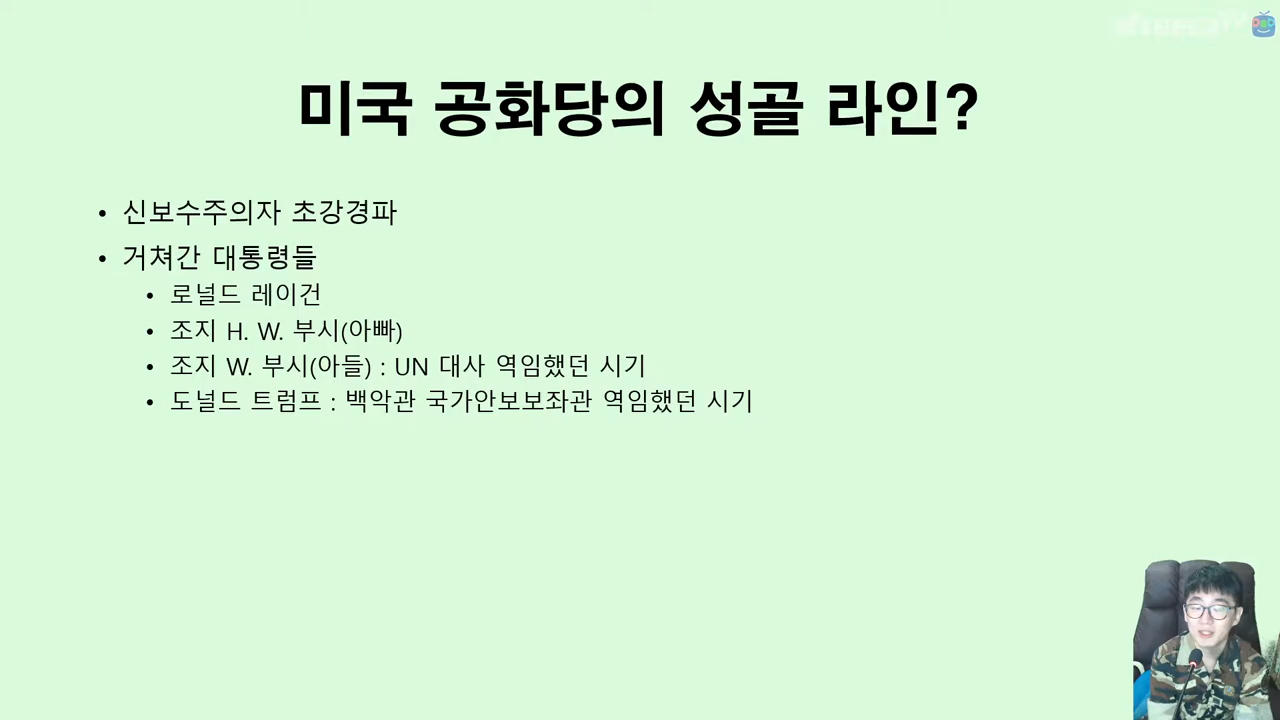 미국 공화당의 성골 라인?
• 신보수주의자 초강경파
• 거쳐간 대통령들
• 로널드 레이건
• 조지 H. W. 부시(아빠)
• 조지 W. 부시(아들) : UN 대사 역임했던 시기
• 도널드 트럼프 : 백악관 국가안보보좌관 역임했던 시기